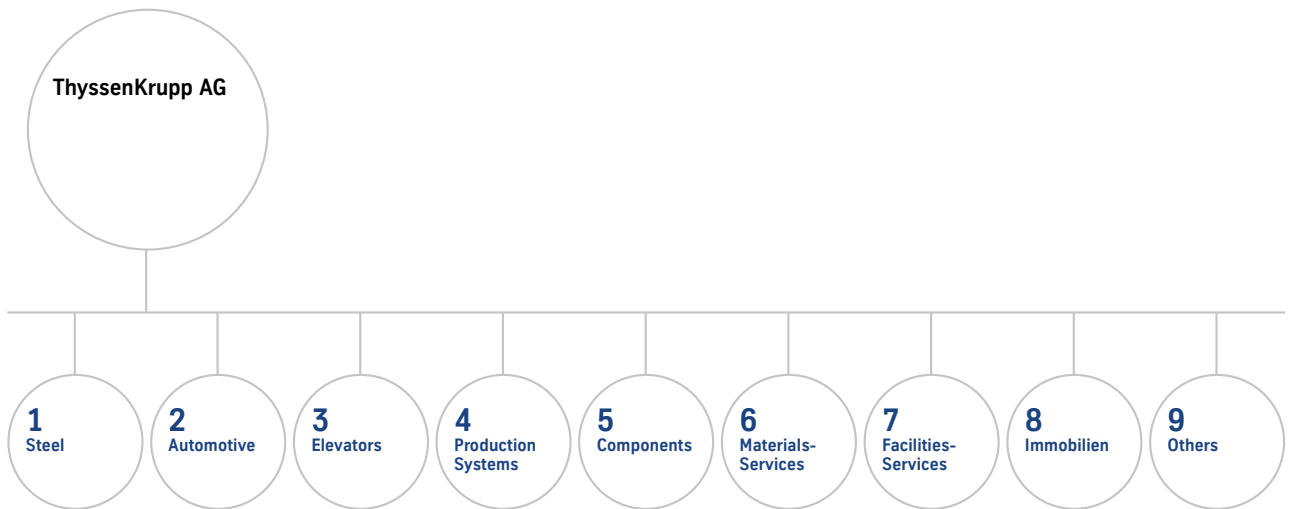 ThyssenKrupp AG
1
Steel
2
Automotive
3
Elevators
4
Production
Systems
5
Components
6
Materials-
Services
7
Facilities-
Services
8
Immobilien
9
Others